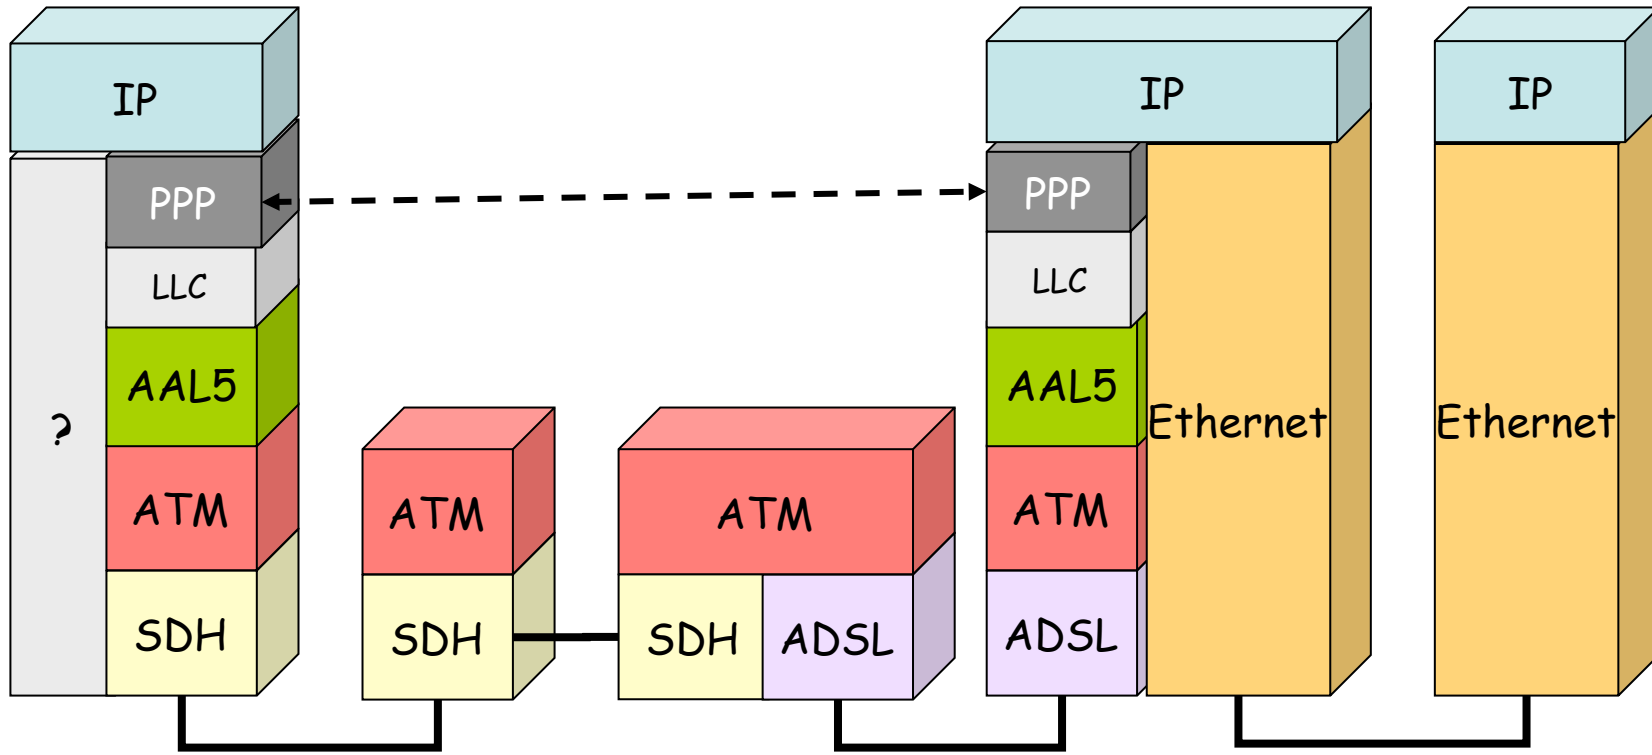 IP
PPP
LLC
AAL5
?
ATM
SDH
ATM
SDH
ATM
SDH
ADSL
IP
PPP
LLC
AAL5
ATM
ADSL
Ethernet
IP
Ethernet